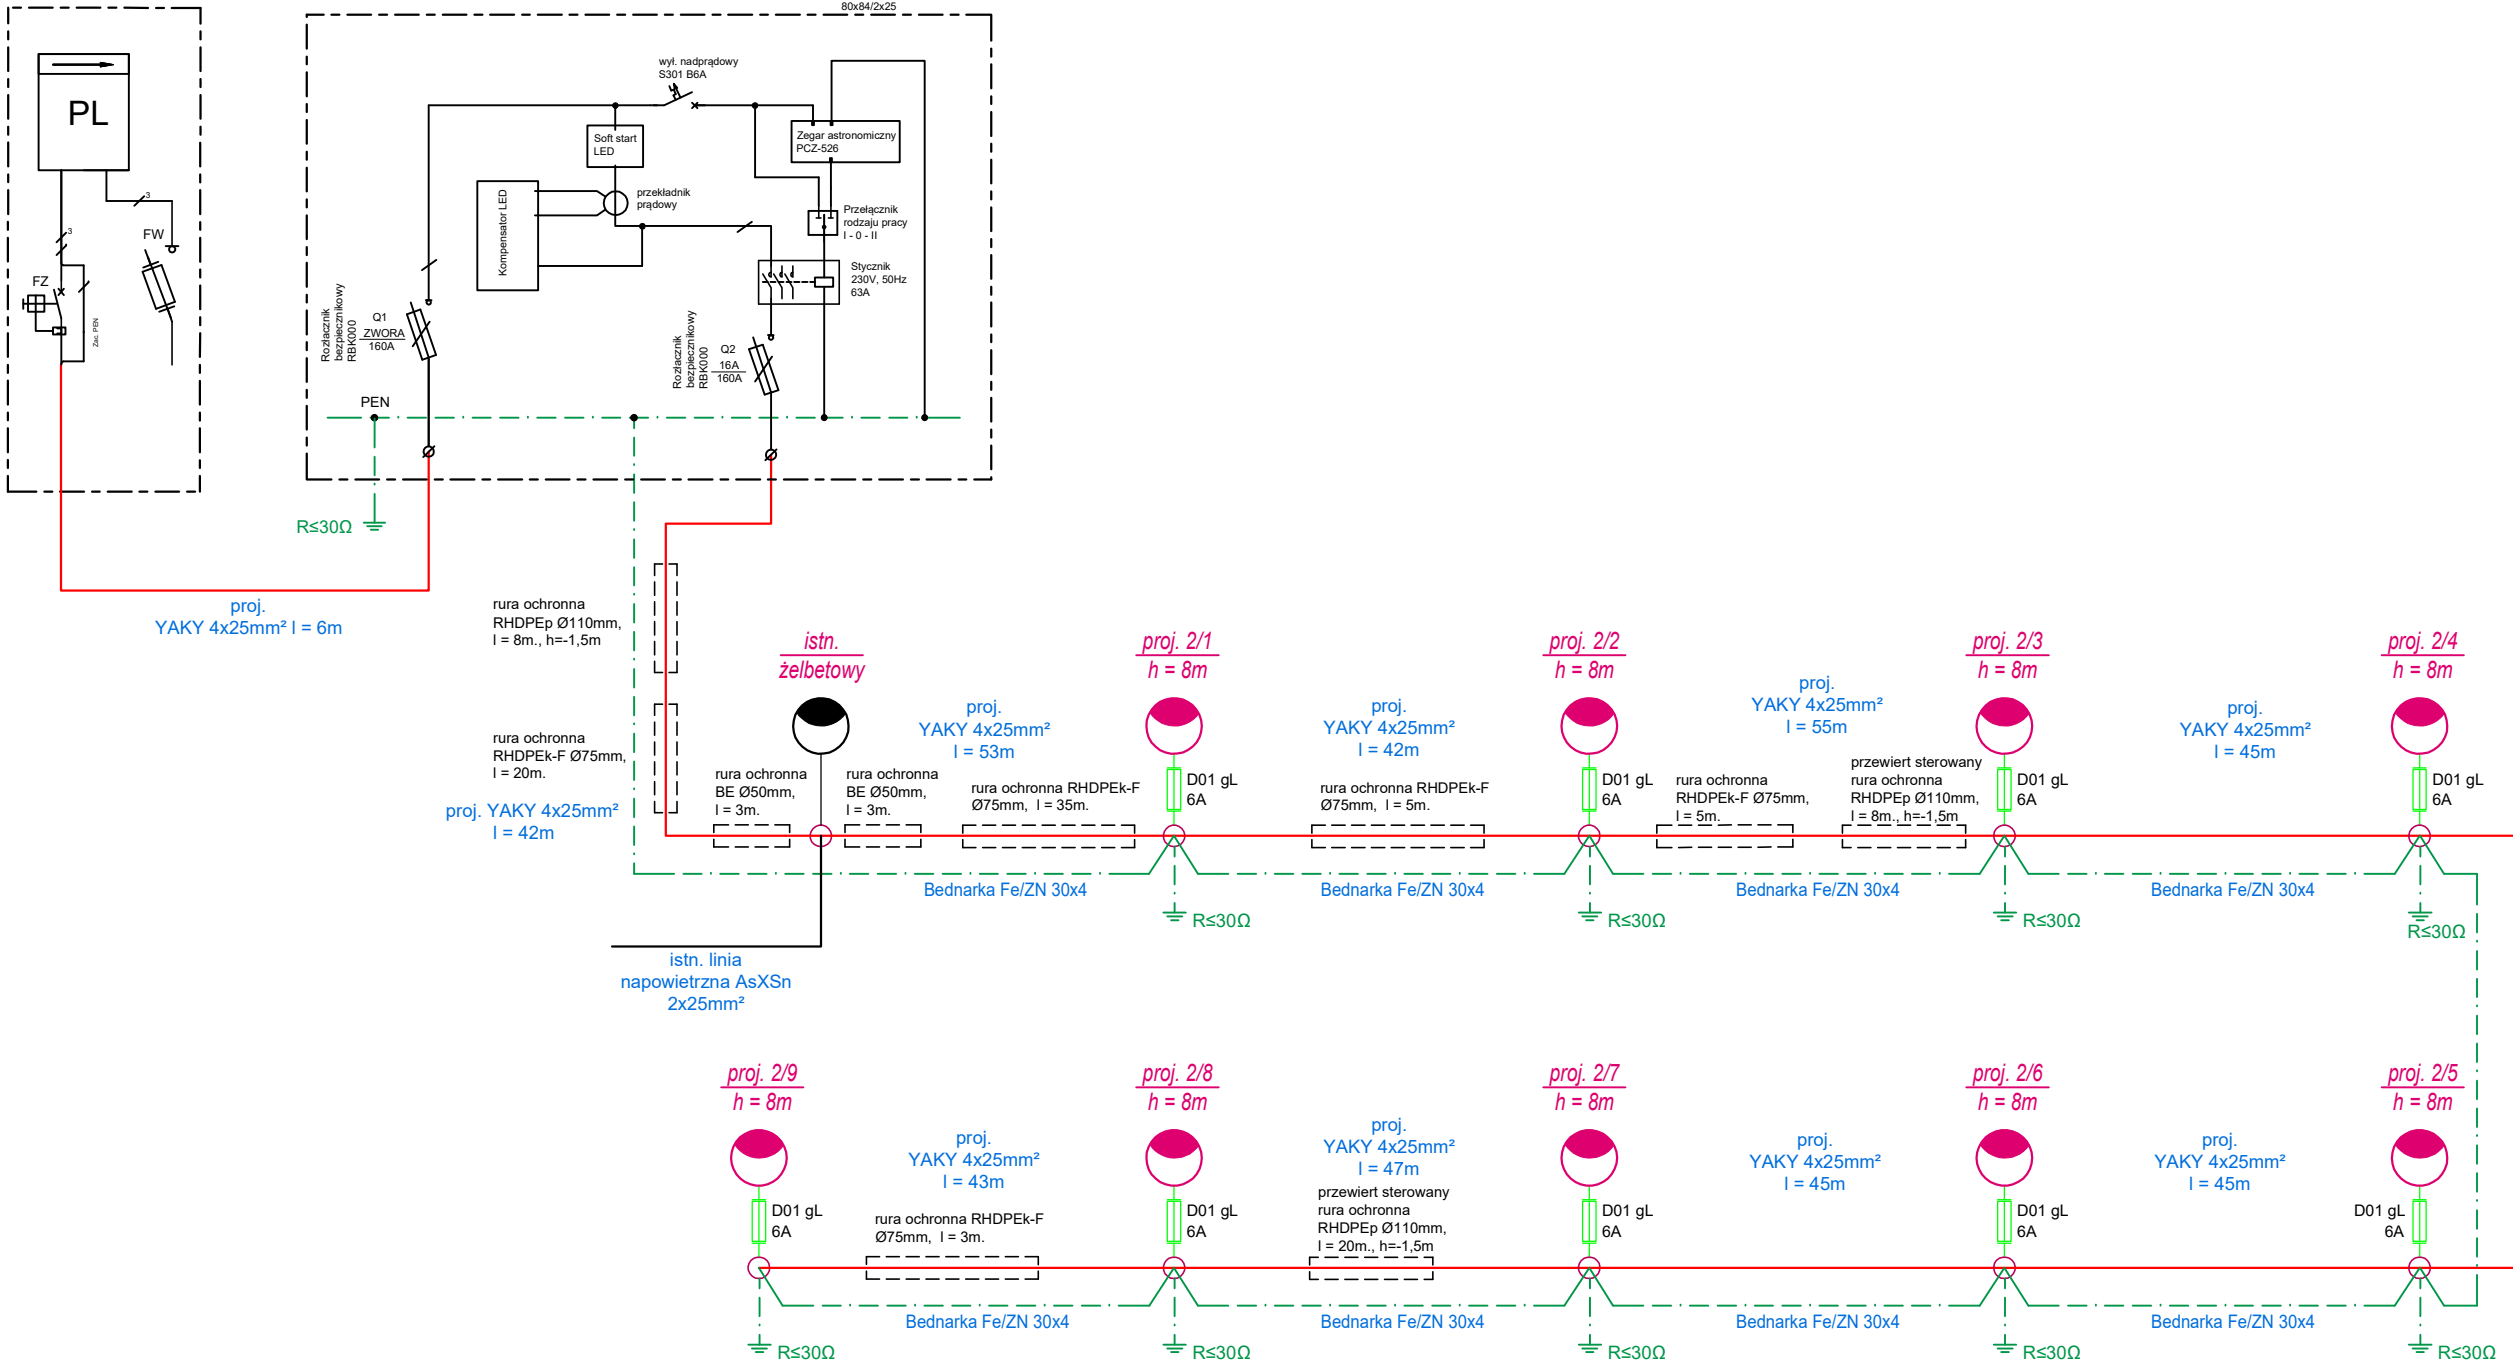 80x84/2x25
PL
3
3
FW
FZ
Zac. PEN
wył. nadprądowy
S301 B6A
Soft start
LED
Zegar astronomiczny
PCZ-526
Kompensator LED
przekładnik
prądowy
Przełącznik
rodzaju pracy
I - 0 - II
Stycznik
230V, 50Hz
63A
Rozłacznik
bezpiecznikowy
RBK000
Q1
ZWORA
160A
Rozłacznik
bezpiecznikowy
RBK000
Q2
16A
160A
PEN
R≤30Ω
proj.
YAKY 4x25mm² l = 6m
rura ochronna
RHDPEp Ø110mm,
l = 8m., h=-1,5m
rura ochronna
RHDPEk-F Ø75mm,
l = 20m.
proj. YAKY 4x25mm²
l = 42m
istn.
żelbetowy
proj. 2/1
h = 8m
proj. 2/2
h = 8m
proj. 2/3
h = 8m
proj. 2/4
h = 8m
proj.
YAKY 4x25mm²
l = 53m
proj.
YAKY 4x25mm²
l = 42m
proj.
YAKY 4x25mm²
l = 55m
proj.
YAKY 4x25mm²
l = 45m
rura ochronna
BE Ø50mm,
l = 3m.
rura ochronna
BE Ø50mm,
l = 3m.
rura ochronna RHDPEk-F
Ø75mm, l = 35m.
D01 gL
6A
rura ochronna RHDPEk-F
Ø75mm, l = 5m.
D01 gL
6A
rura ochronna
RHDPEk-F Ø75mm,
l = 5m.
przewiert sterowany
rura ochronna
RHDPEp Ø110mm,
l = 8m., h=-1,5m
D01 gL
6A
D01 gL
6A
Bednarka Fe/ZN 30x4
Bednarka Fe/ZN 30x4
Bednarka Fe/ZN 30x4
Bednarka Fe/ZN 30x4
R≤30Ω
R≤30Ω
R≤30Ω
R≤30Ω
istn. linia
napowietrzna AsXSn
2x25mm²
proj. 2/9
h = 8m
proj. 2/8
h = 8m
proj. 2/7
h = 8m
proj. 2/6
h = 8m
proj. 2/5
h = 8m
proj.
YAKY 4x25mm²
l = 43m
proj.
YAKY 4x25mm²
l = 47m
proj.
YAKY 4x25mm²
l = 45m
proj.
YAKY 4x25mm²
l = 45m
D01 gL
6A
rura ochronna RHDPEk-F
Ø75mm, l = 3m.
D01 gL
6A
przewiert sterowany
rura ochronna
RHDPEp Ø110mm,
l = 20m., h=-1,5m
D01 gL
6A
D01 gL
6A
D01 gL
6A
Bednarka Fe/ZN 30x4
Bednarka Fe/ZN 30x4
Bednarka Fe/ZN 30x4
Bednarka Fe/ZN 30x4
R≤30Ω
R≤30Ω
R≤30Ω
R≤30Ω
R≤30Ω